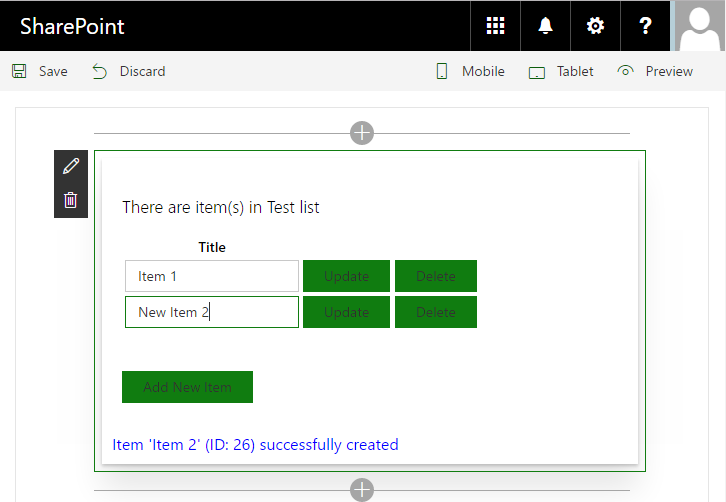 SharePoint ?
Save Discard Mobile Tablet Preview
There are item(s) in Test list
Title
Item 1 Update Delete
New Item 2 Update Delete
Add New Item
Item 'Item 2' (ID: 26) successfully created